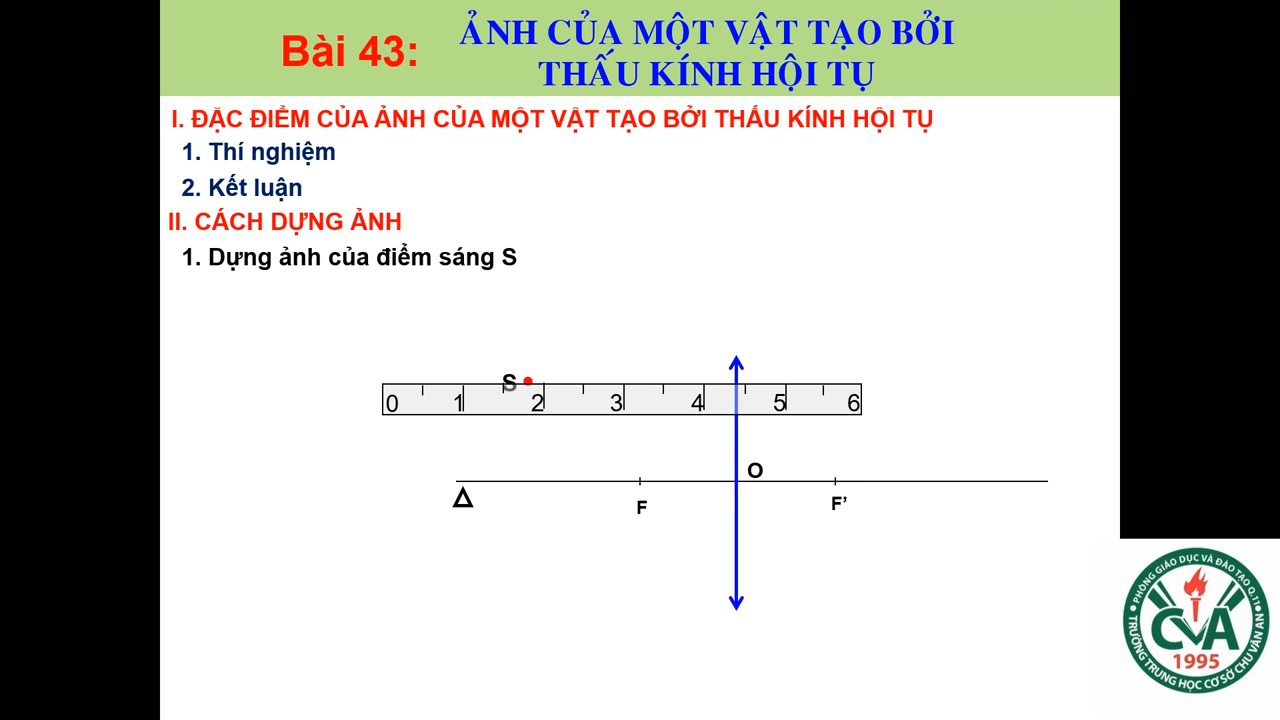 Bài 43:
ẢNH CỦA MỘT VẬT TẠO BỞI
THẤU KÍNH HỘI TỤ
I. ĐẶC ĐIỂM CỦA ẢNH CỦA MỘT VẬT TẠO BỞI THẤU KÍNH HỘI TỤ
1. Thí nghiệm
2. Kết luận
II. CÁCH DỰNG ẢNH
1. Dựng ảnh của điểm sáng S
S
0 1 2 3 4 5 6
O
Δ
F
F’
PHÒNG GIÁO DỤC VÀ ĐÀO TẠO Q.11
CVA
1995
TRƯỜNG TRUNG HỌC CƠ SỞ CHU VĂN AN